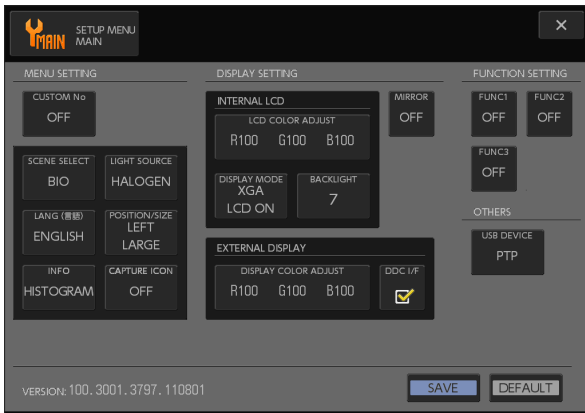 MAIN
SETUP MENU
MAIN
×
MENU SETTING
CUSTOM No
OFF
SCENE SELECT
BIO
LIGHT SOURCE
HALOGEN
LANG (言語)
ENGLISH
POSITION/SIZE
LEFT
LARGE
INFO
HISTOGRAM
CAPTURE ICON
OFF
DISPLAY SETTING
INTERNAL LCD
LCD COLOR ADJUST
R100 G100 B100
DISPLAY MODE
XGA
LCD ON
BACKLIGHT
7
MIRROR
OFF
EXTERNAL DISPLAY
DISPLAY COLOR ADJUST
R100 G100 B100
DDC I/F
FUNCTION SETTING
FUNC1
OFF
FUNC2
OFF
FUNC3
OFF
OTHERS
USB DEVICE
PTP
VERSION: 100.3001.3797.110801
SAVE
DEFAULT